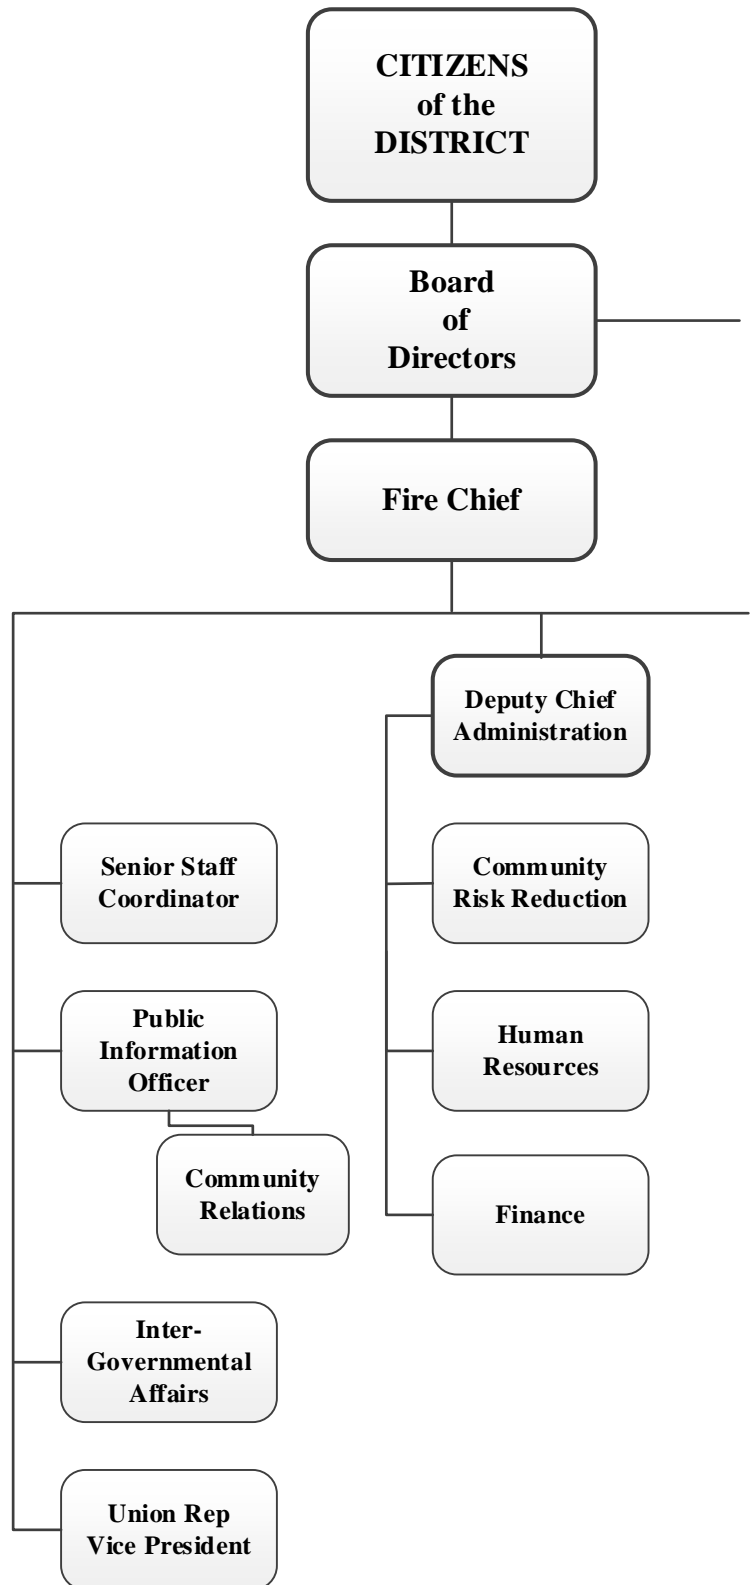 CITIZENS
of the
DISTRICT
Board
of
Directors
Fire Chief
Deputy Chief
Administration
Senior Staff
Coordinator
Community
Risk Reduction
Public
Information
Officer
Human
Resources
Community
Relations
Finance
Inter-
Governmental
Affairs
Union Rep
Vice President